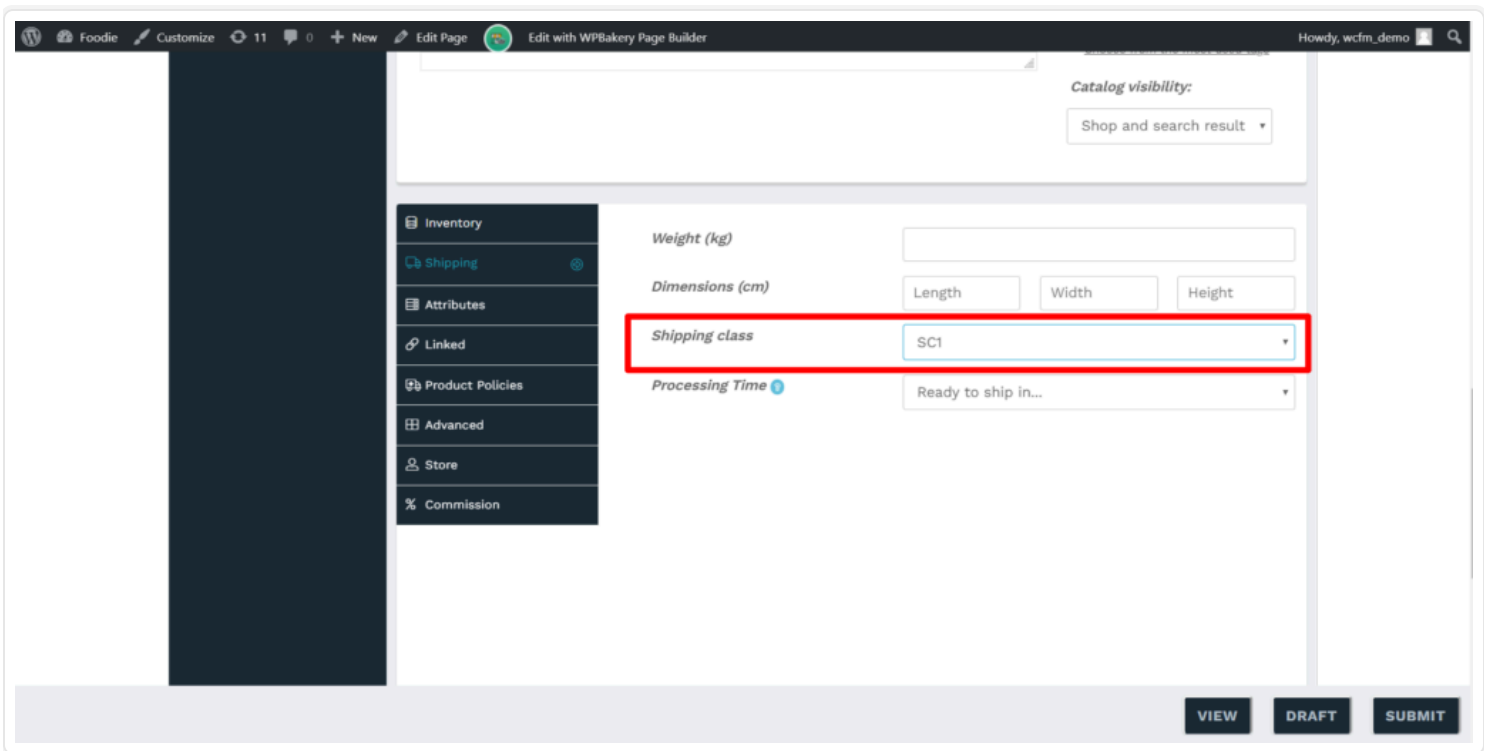 Foodie Customize 11 0 New Edit Page Edit with WPBakery Page Builder Howdy, wcfm_demo
Catalog visibility:
Shop and search result
Inventory
Shipping
Attributes
Linked
Product Policies
Advanced
Store
% Commission
Weight (kg)
Dimensions (cm) Length Width Height
Shipping class SC1
Processing Time Ready to ship in...
VIEW DRAFT SUBMIT